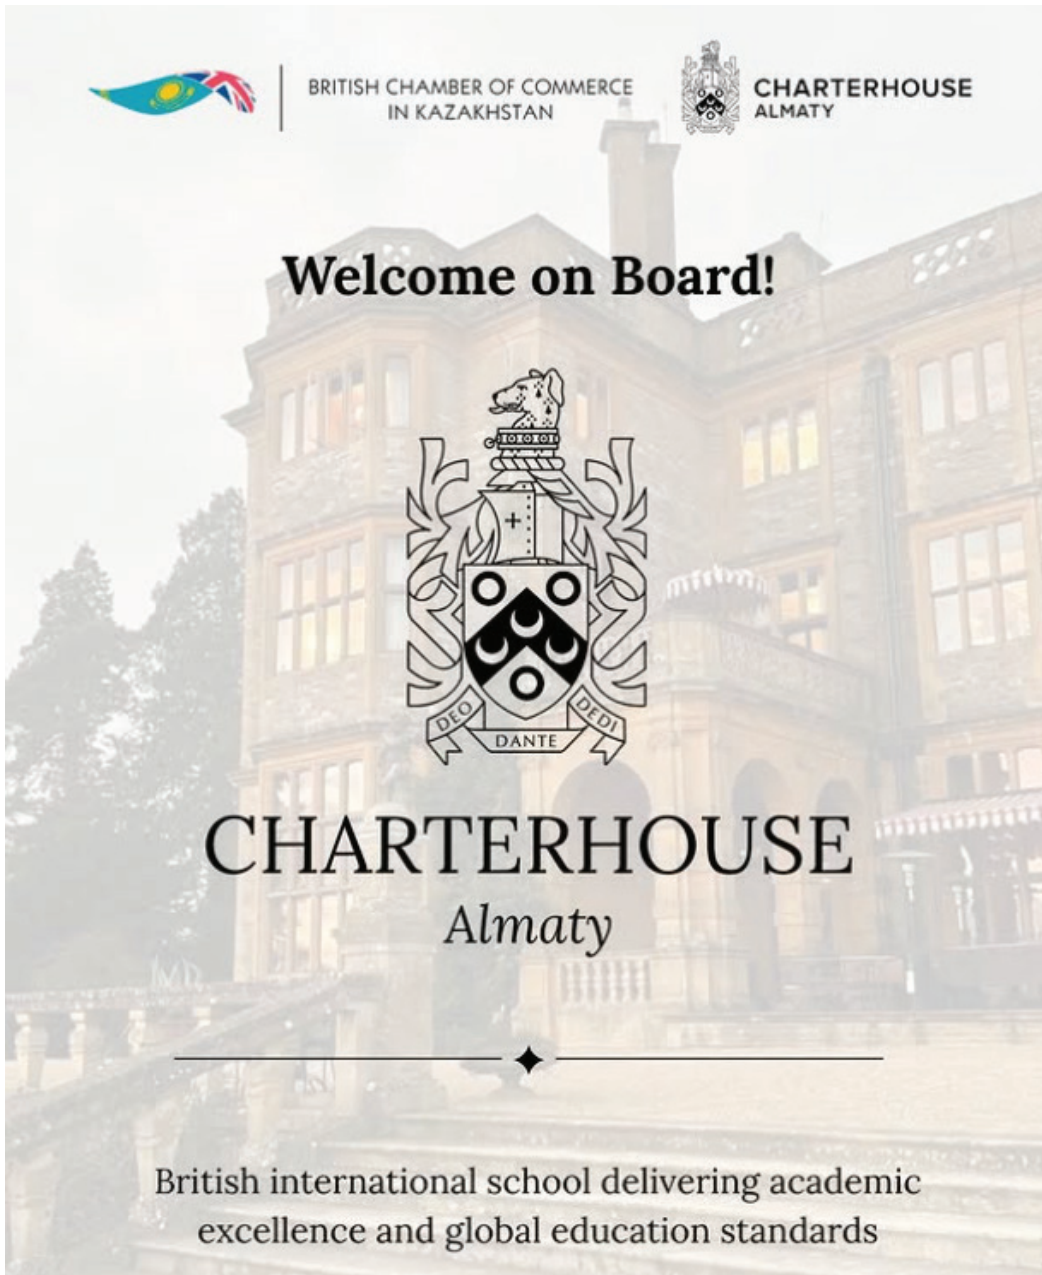 BRITISH CHAMBER OF COMMERCE
IN KAZAKHSTAN
CHARTERHOUSE
ALMATY
Welcome on Board!
DEO
DANTE
DEDI
CHARTERHOUSE
Almaty
British international school delivering academic
excellence and global education standards